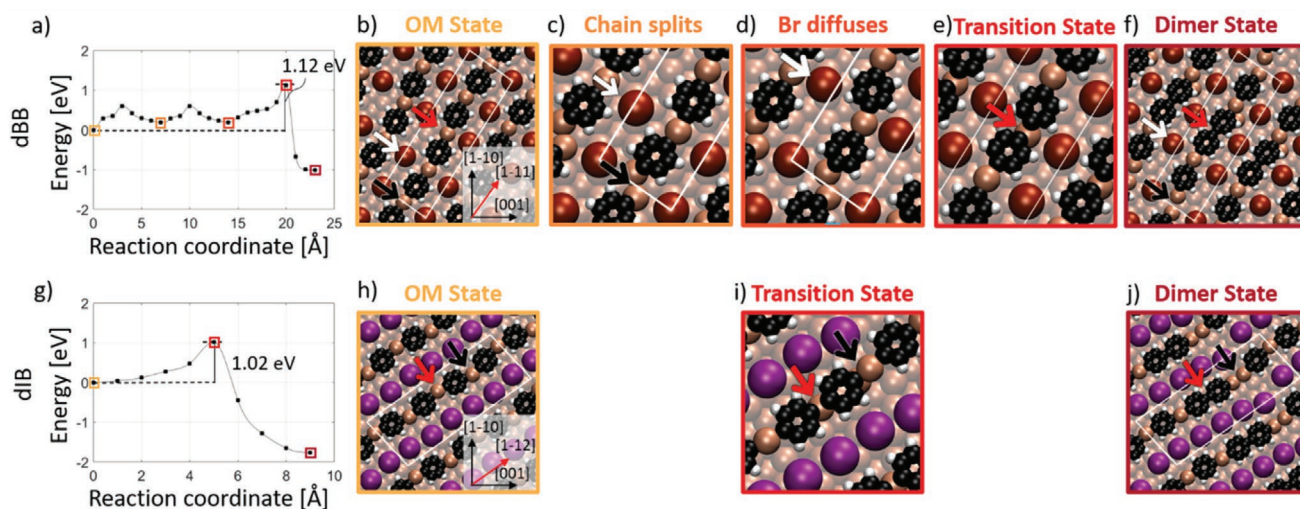 a)
dBB
Energy [eV]
2
1
0
-1
-2
1.12 eV
0 5 10 15 20 25
Reaction coordinate [Å]
b) OM State
[1-10]
[1-11]
[001]
c) Chain splits
d) Br diffuses
e) Transition State
f) Dimer State
g)
dIB
Energy [eV]
2
1
0
-1
-2
1.02 eV
0 2 4 6 8 10
Reaction coordinate [Å]
h) OM State
[1-10]
[1-12]
[001]
i) Transition State
j) Dimer State